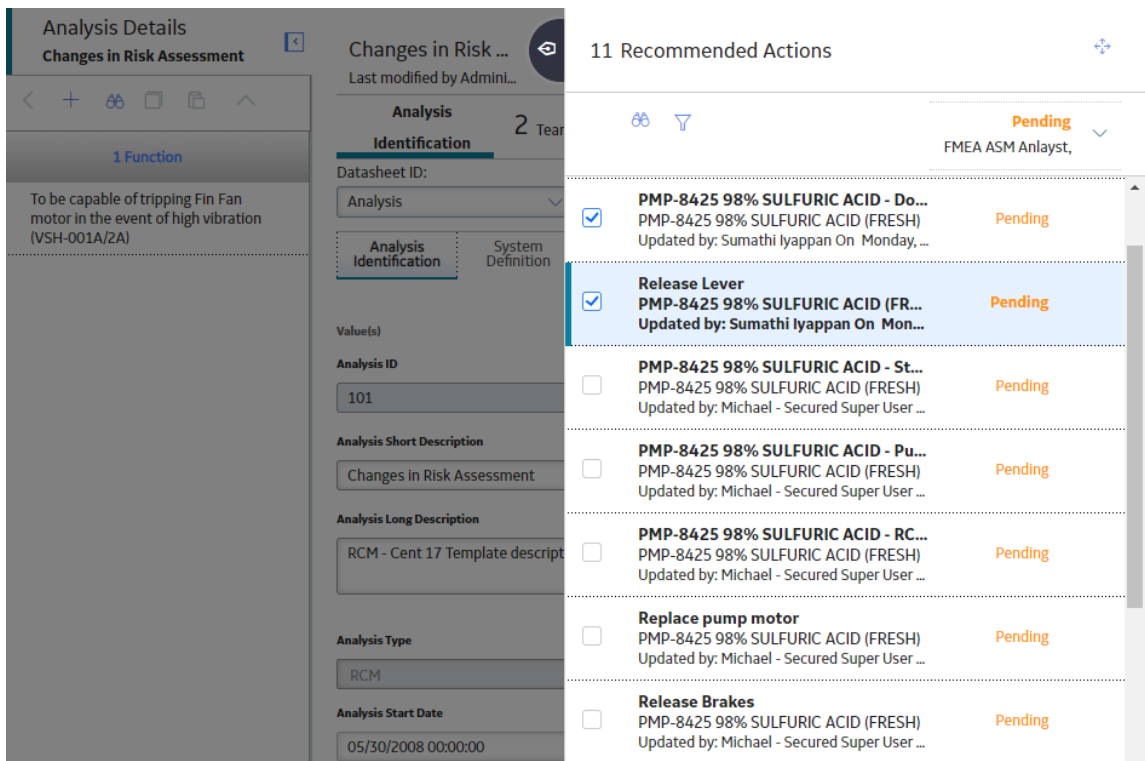 Analysis Details
Changes in Risk Assessment
1 Function
To be capable of tripping Fin Fan
motor in the event of high vibration
(VSH-001A/2A)
Changes in Risk ...
Last modified by Admini...
Analysis
Identification
2 Tear
Datasheet ID:
Analysis
Analysis
Identification
System
Definition
Value(s)
Analysis ID
101
Analysis Short Description
Changes in Risk Assessment
Analysis Long Description
RCM - Cent 17 Template descript
Analysis Type
RCM
Analysis Start Date
05/30/2008 00:00:00
11 Recommended Actions
Pending
FMEA ASM Anlayst,
PMP-8425 98% SULFURIC ACID - Do...
PMP-8425 98% SULFURIC ACID (FRESH)
Updated by: Sumathi Iyappan On Monday, ...
Pending
Release Lever
PMP-8425 98% SULFURIC ACID (FR...
Updated by: Sumathi Iyappan On Mon...
Pending
PMP-8425 98% SULFURIC ACID - St...
PMP-8425 98% SULFURIC ACID (FRESH)
Updated by: Michael - Secured Super User ...
Pending
PMP-8425 98% SULFURIC ACID - Pu...
PMP-8425 98% SULFURIC ACID (FRESH)
Updated by: Michael - Secured Super User ...
Pending
PMP-8425 98% SULFURIC ACID - RC...
PMP-8425 98% SULFURIC ACID (FRESH)
Updated by: Michael - Secured Super User ...
Pending
Replace pump motor
PMP-8425 98% SULFURIC ACID (FRESH)
Updated by: Michael - Secured Super User ...
Pending
Release Brakes
PMP-8425 98% SULFURIC ACID (FRESH)
Updated by: Michael - Secured Super User ...
Pending